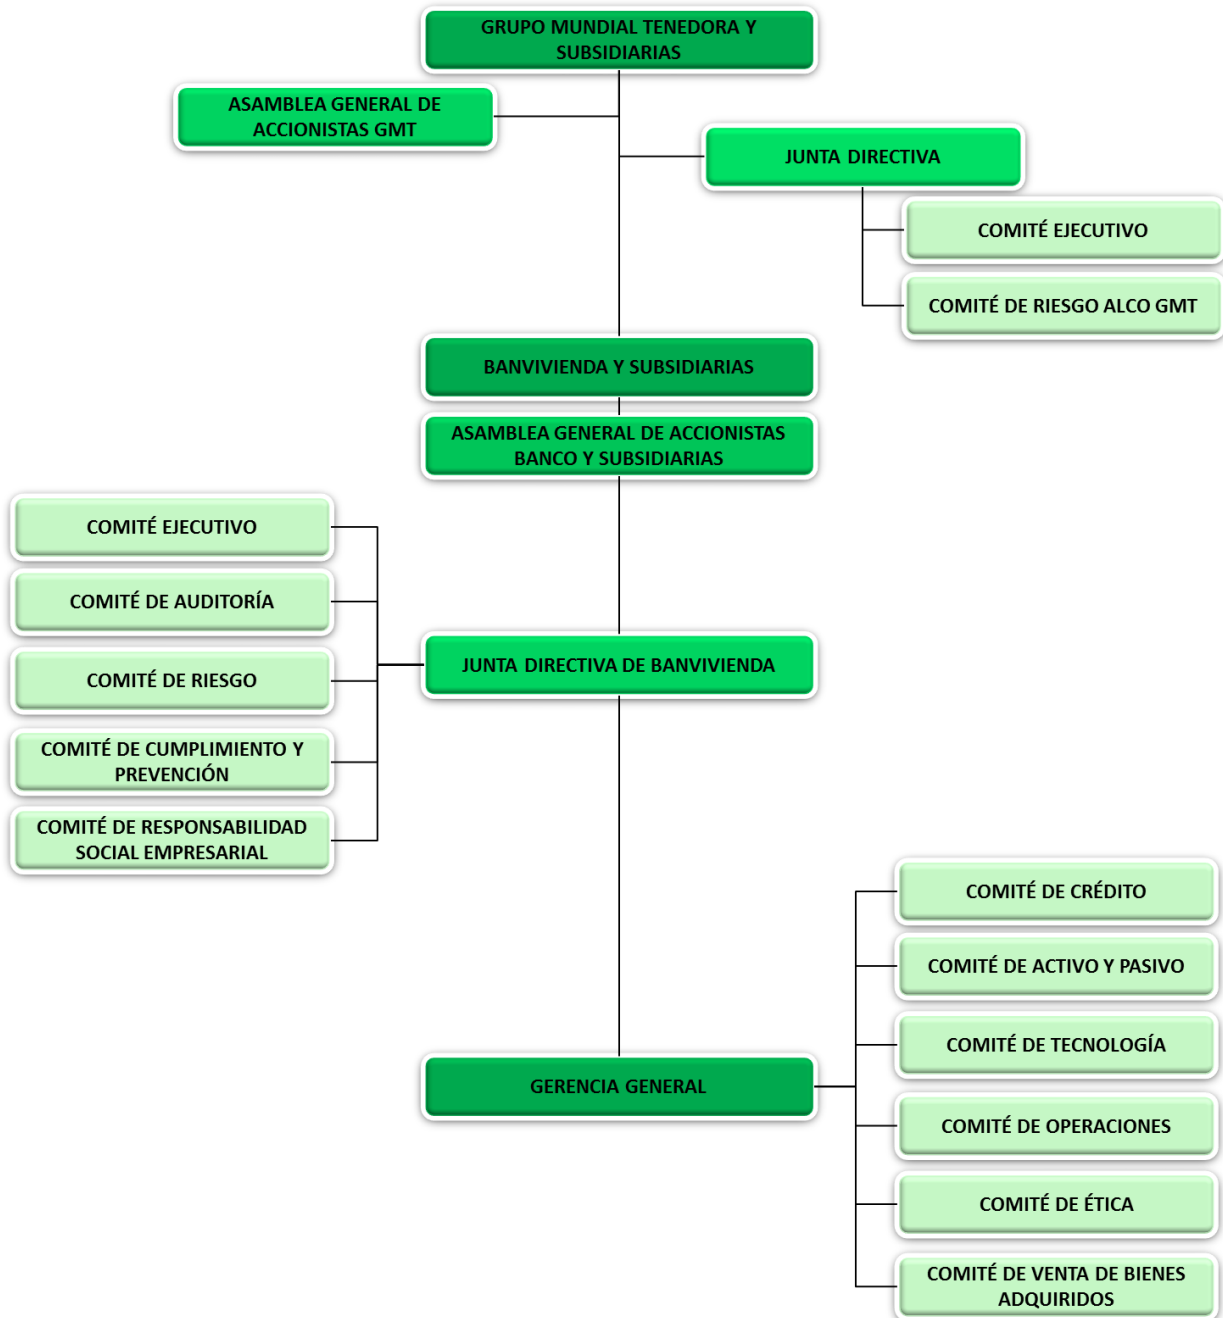 GRUPO MUNDIAL TENEDORA Y
SUBSIDIARIAS
ASAMBLEA GENERAL DE
ACCIONISTAS GMT
JUNTA DIRECTIVA
COMITÉ EJECUTIVO
COMITÉ DE RIESGO ALCO GMT
BANVIVIENDA Y SUBSIDIARIAS
ASAMBLEA GENERAL DE ACCIONISTAS
BANCO Y SUBSIDIARIAS
COMITÉ EJECUTIVO
COMITÉ DE AUDITORÍA
COMITÉ DE RIESGO
COMITÉ DE CUMPLIMIENTO Y
PREVENCIÓN
COMITÉ DE RESPONSABILIDAD
SOCIAL EMPRESARIAL
JUNTA DIRECTIVA DE BANVIVIENDA
GERENCIA GENERAL
COMITÉ DE CRÉDITO
COMITÉ DE ACTIVO Y PASIVO
COMITÉ DE TECNOLOGÍA
COMITÉ DE OPERACIONES
COMITÉ DE ÉTICA
COMITÉ DE VENTA DE BIENES
ADQUIRIDOS